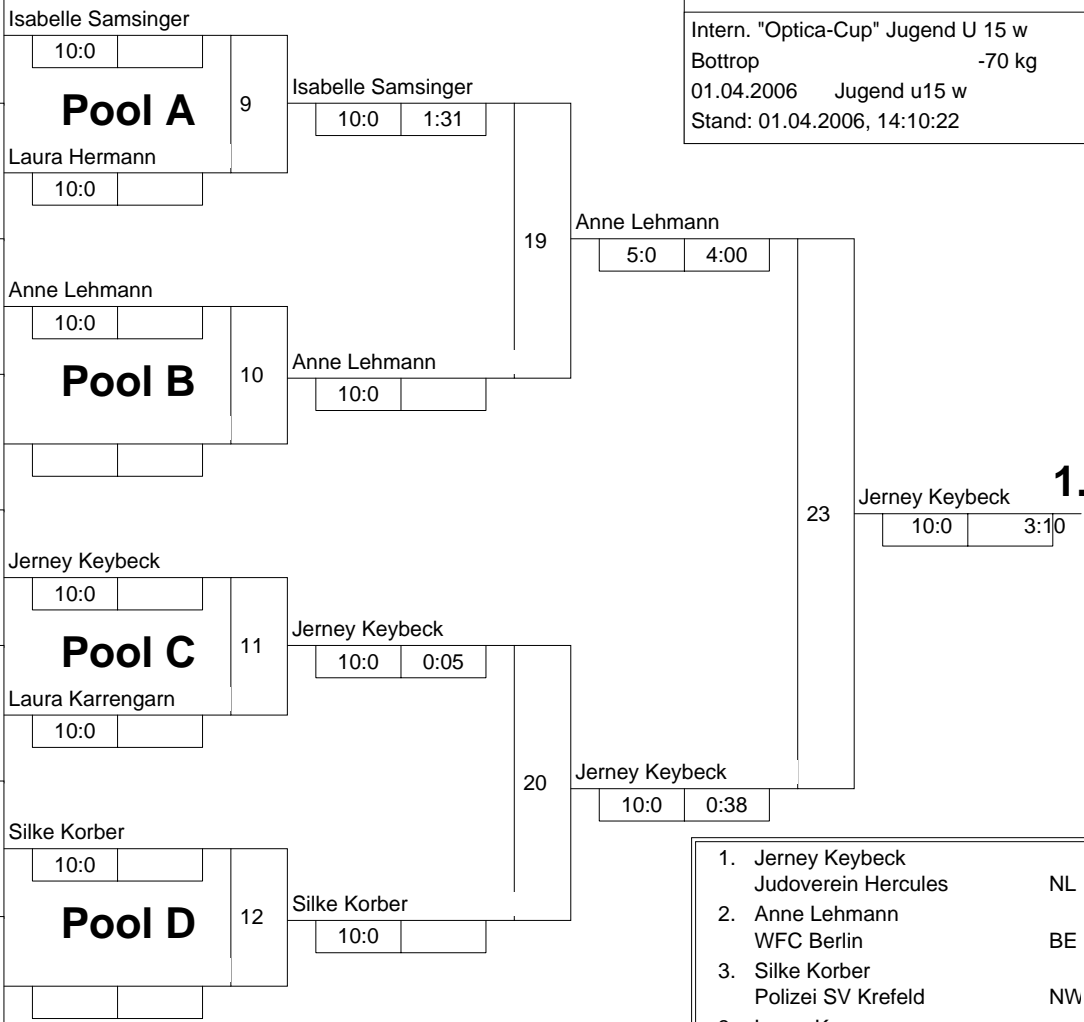 Isabelle Samsinger
10:0
Pool A
9
Laura Hermann
10:0
Isabelle Samsinger
10:0 1:31
Intern. "Optica-Cup" Jugend U 15 w
Bottrop -70 kg
01.04.2006 Jugend u15 w
Stand: 01.04.2006, 14:10:22
19
Anne Lehmann
5:0 4:00
Anne Lehmann
10:0
Pool B
10
Anne Lehmann
10:0
23
Jerney Keybeck 1.
10:0 3:10
Jerney Keybeck
10:0
Pool C
11
Laura Karrengarn
10:0
Jerney Keybeck
10:0 0:05
20
Jerney Keybeck
10:0 0:38
Silke Korber
10:0
Pool D
12
Silke Korber
10:0
1. Jerney Keybeck
Judoverein Hercules NL
2. Anne Lehmann
WFC Berlin BE
3. Silke Korber
Polizei SV Krefeld NW